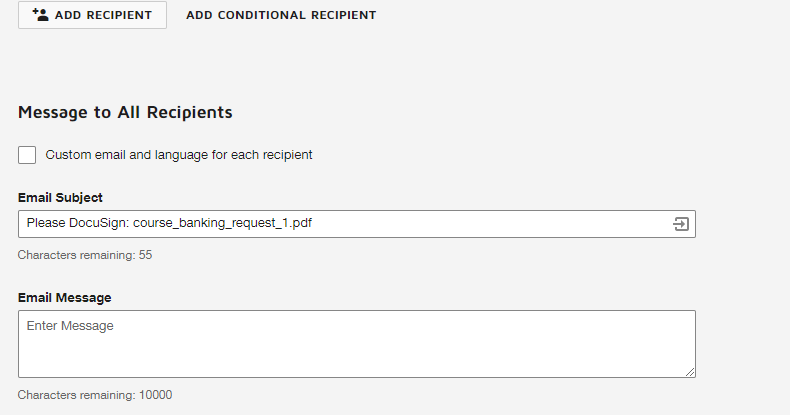 ADD RECIPIENT ADD CONDITIONAL RECIPIENT
Message to All Recipients
Custom email and language for each recipient
Email Subject
Please DocuSign: course_banking_request_1.pdf
Characters remaining: 55
Email Message
Enter Message
Characters remaining: 10000